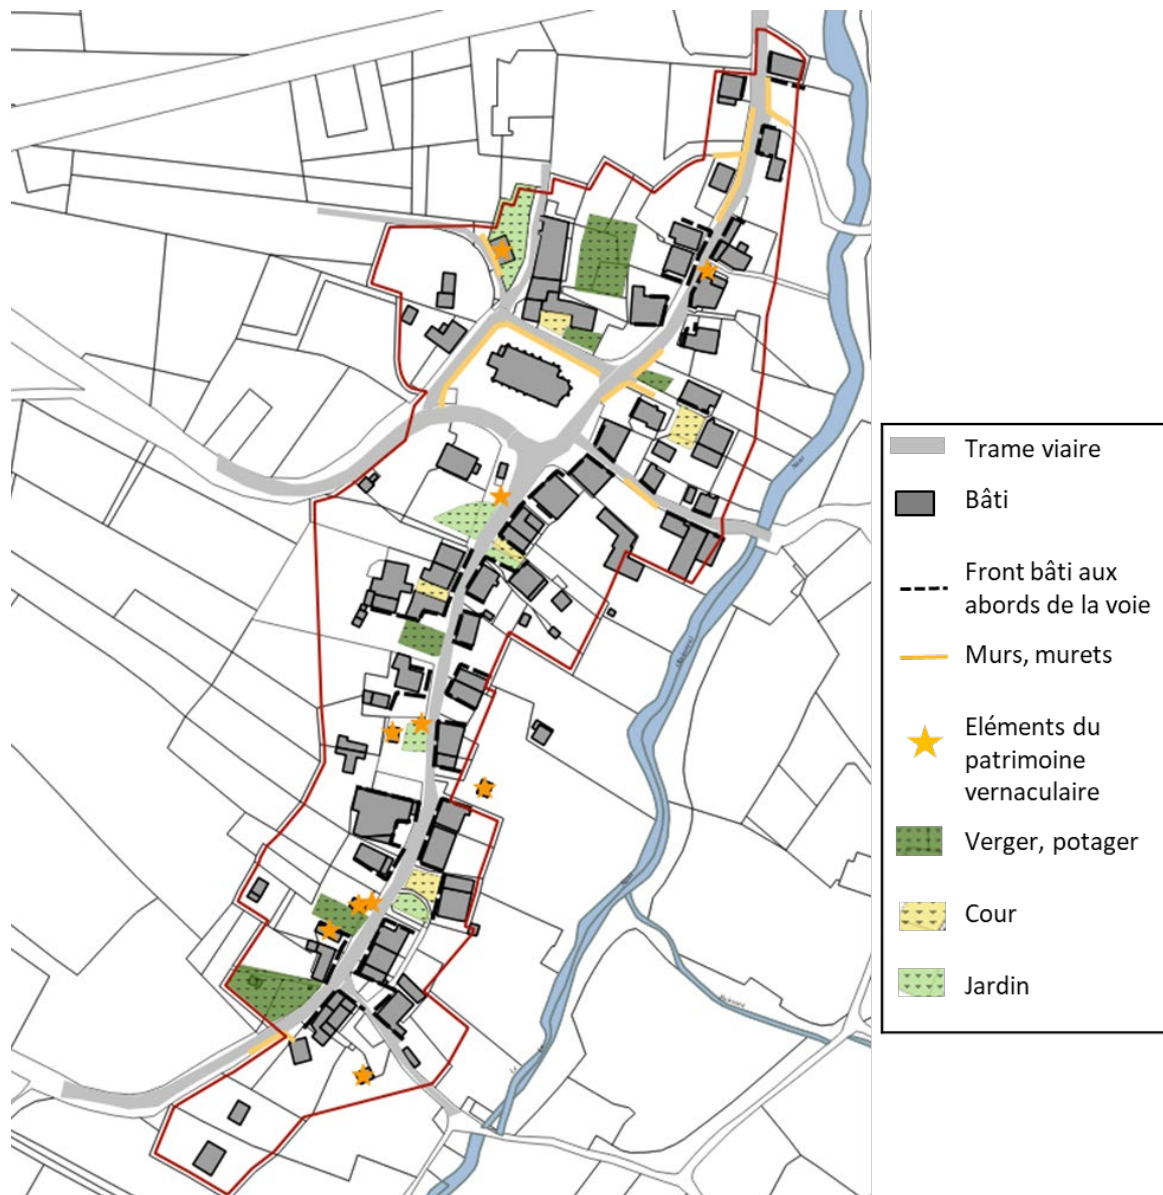 Trame viaire
Bâti
Front bâti aux
abords de la voie
Murs, murets
Eléments du
patrimoine
vernaculaire
Verger, potager
Cour
Jardin